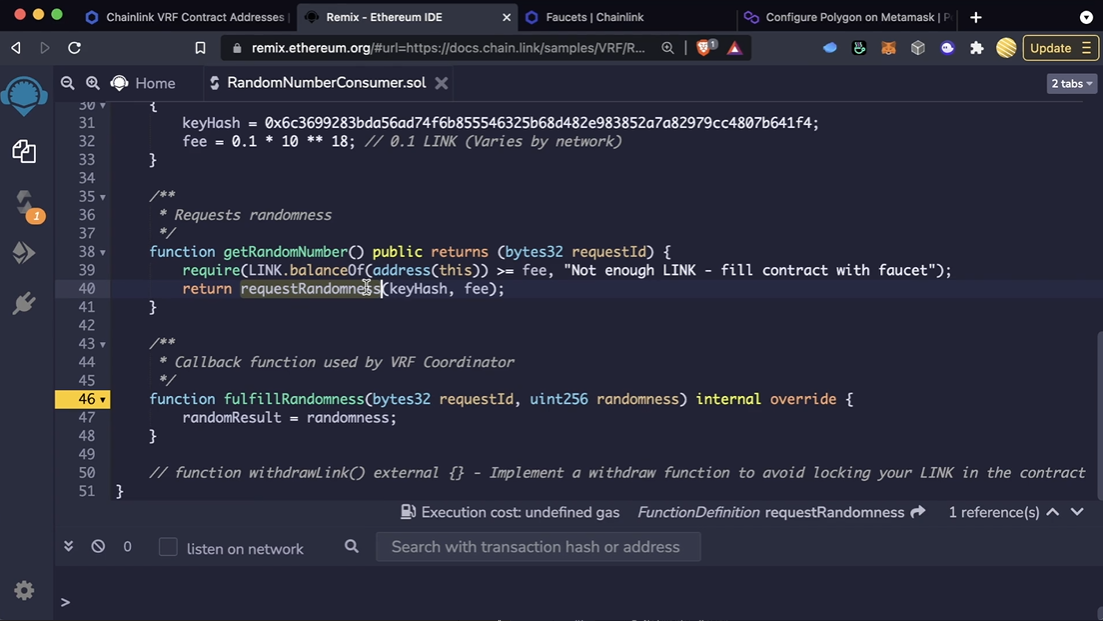 Chainlink VRF Contract Addresses
Remix - Ethereum IDE
Faucets | Chainlink
Configure Polygon on Metamask | P
remix.ethereum.org/#url=https://docs.chain.link/samples/VRF/R...
1
Update
Home
RandomNumberConsumer.sol
2 tabs
30 {
31 keyHash = 0x6c3699283bda56ad74f6b855546325b68d482e983852a7a82979cc4807b641f4;
32 fee = 0.1 * 10 ** 18; // 0.1 LINK (Varies by network)
33 }
34
35 /**
36 * Requests randomness
37 */
38 function getRandomNumber() public returns (bytes32 requestId) {
39 require(LINK.balanceOf(address(this)) >= fee, "Not enough LINK - fill contract with faucet");
40 return requestRandomness(keyHash, fee);
41 }
42
43 /**
44 * Callback function used by VRF Coordinator
45 */
46 function fulfillRandomness(bytes32 requestId, uint256 randomness) internal override {
47 randomResult = randomness;
48 }
49
50 // function withdrawLink() external {} - Implement a withdraw function to avoid locking your LINK in the contract
51 }
1
Execution cost: undefined gas FunctionDefinition requestRandomness 1 reference(s)
0 listen on network Search with transaction hash or address
>